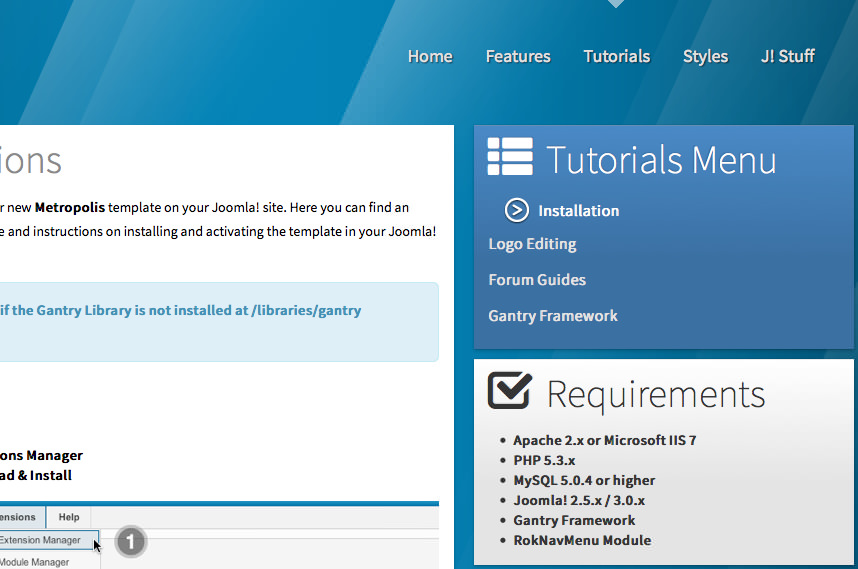 Home Features Tutorials Styles J! Stuff
ions
r new Metropolis template on your Joomla! site. Here you can find an
e and instructions on installing and activating the template in your Joomla!
if the Gantry Library is not installed at /libraries/gantry
ons Manager
ad & Install
ensions Help
Extension Manager
1
Module Manager
Tutorials Menu
Installation
Logo Editing
Forum Guides
Gantry Framework
Requirements
• Apache 2.x or Microsoft IIS 7
• PHP 5.3.x
• MySQL 5.0.4 or higher
• Joomla! 2.5.x / 3.0.x
• Gantry Framework
• RokNavMenu Module